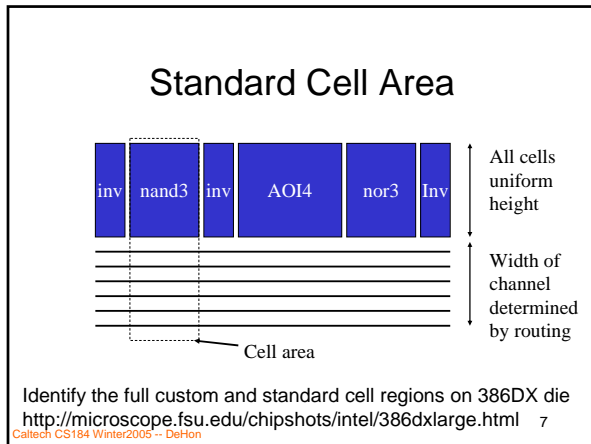 Standard Cell Area
inv nand3 inv AOI4 nor3 Inv
All cells
uniform
height
Width of
channel
determined
by routing
Cell area
Identify the full custom and standard cell regions on 386DX die
http://microscope.fsu.edu/chipshots/intel/386dxlarge.html 7
Caltech CS184 Winter2005 -- DeHon